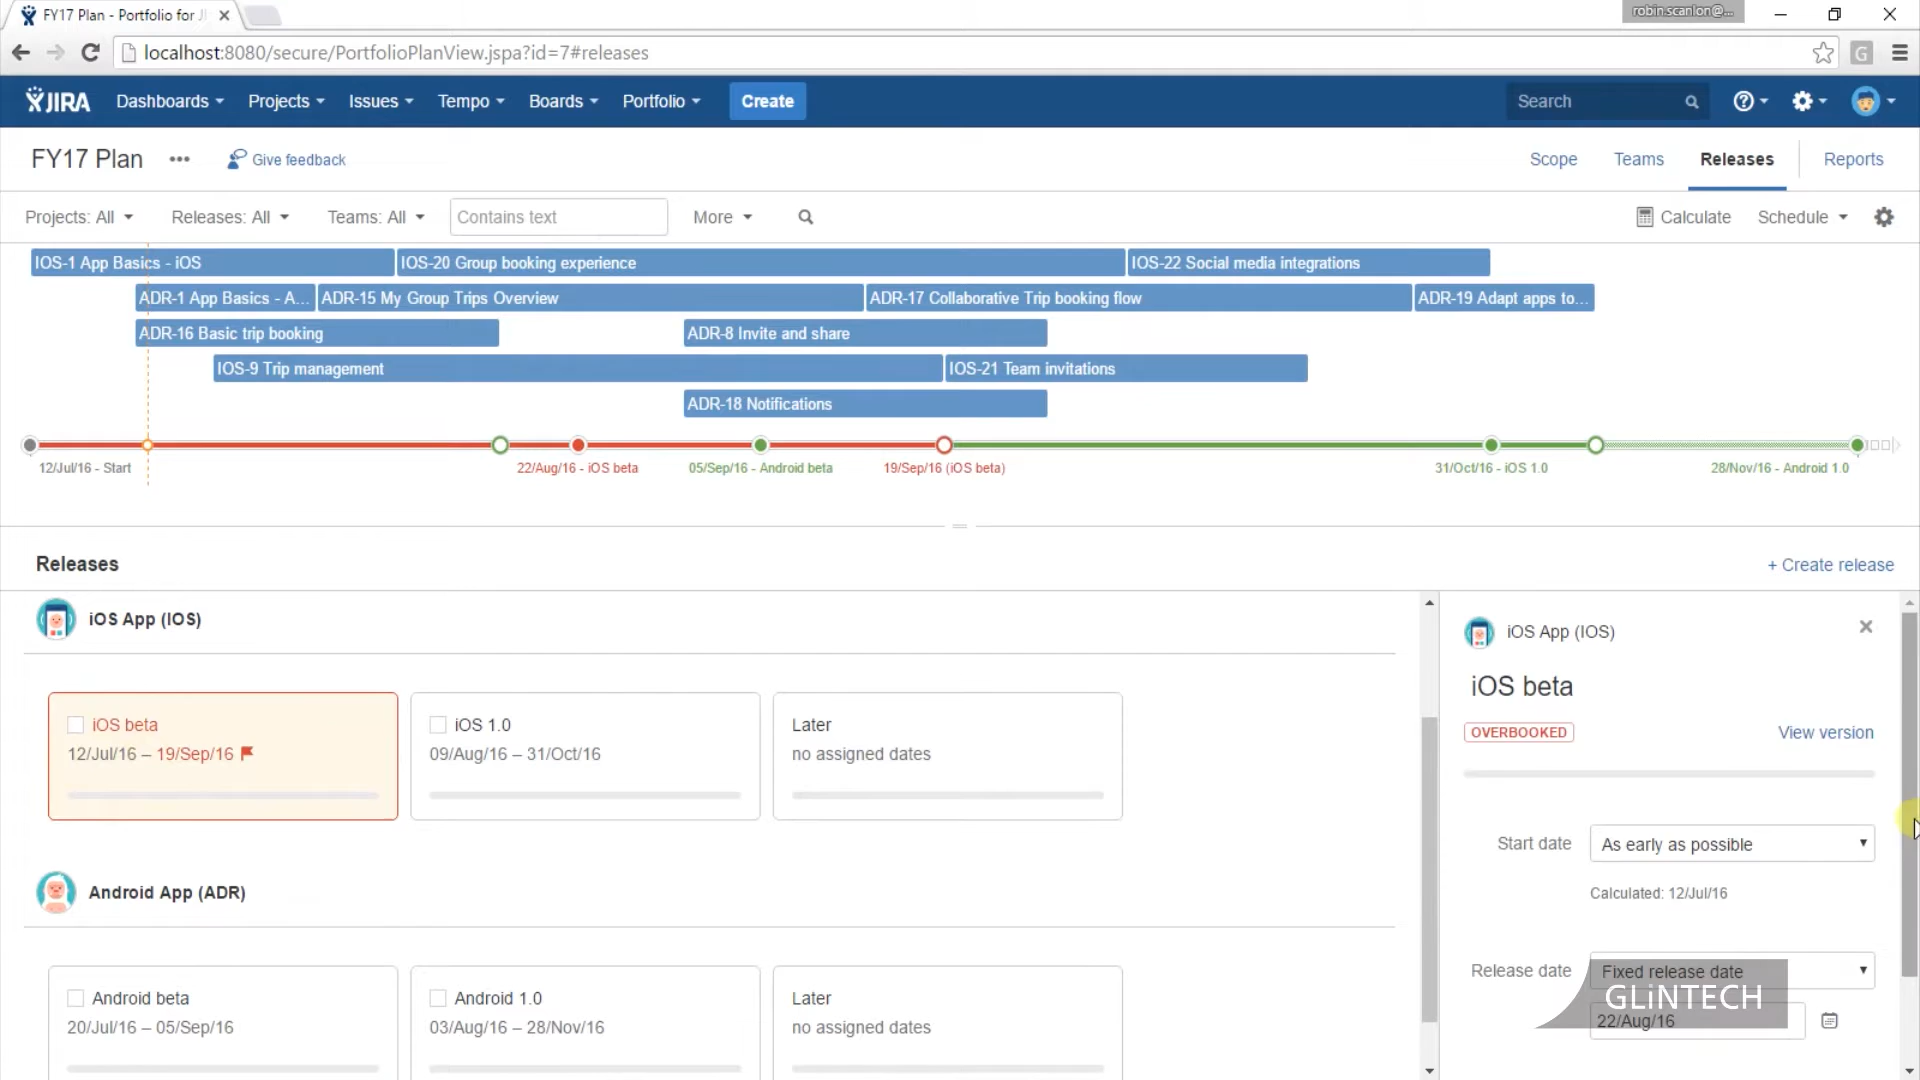 FY17 Plan - Portfolio for JI
robin.scanlon@...
localhost:8080/secure/PortfolioPlanView.jspa?id=7#releases
G
JIRA Dashboards Projects Issues Tempo Boards Portfolio Create Search
FY17 Plan ••• Give feedback Scope Teams Releases Reports
Projects: All Releases: All Teams: All Contains text More Calculate Schedule
IOS-1 App Basics - iOS IOS-20 Group booking experience IOS-22 Social media integrations
ADR-1 App Basics - A... ADR-15 My Group Trips Overview ADR-17 Collaborative Trip booking flow ADR-19 Adapt apps to...
ADR-16 Basic trip booking ADR-8 Invite and share
IOS-9 Trip management IOS-21 Team invitations
ADR-18 Notifications
12/Jul/16 - Start 22/Aug/16 - iOS beta 05/Sep/16 - Android beta 19/Sep/16 (iOS beta) 31/Oct/16 - iOS 1.0 28/Nov/16 - Android 1.0
Releases + Create release
iOS App (IOS)
iOS beta
12/Jul/16 – 19/Sep/16
iOS 1.0
09/Aug/16 – 31/Oct/16
Later
no assigned dates
Android App (ADR)
Android beta
20/Jul/16 – 05/Sep/16
Android 1.0
03/Aug/16 – 28/Nov/16
Later
no assigned dates
iOS App (IOS)
iOS beta
OVERBOOKED View version
Start date As early as possible
Calculated: 12/Jul/16
Release date Fixed release date
GLiNTECH
22/Aug/16